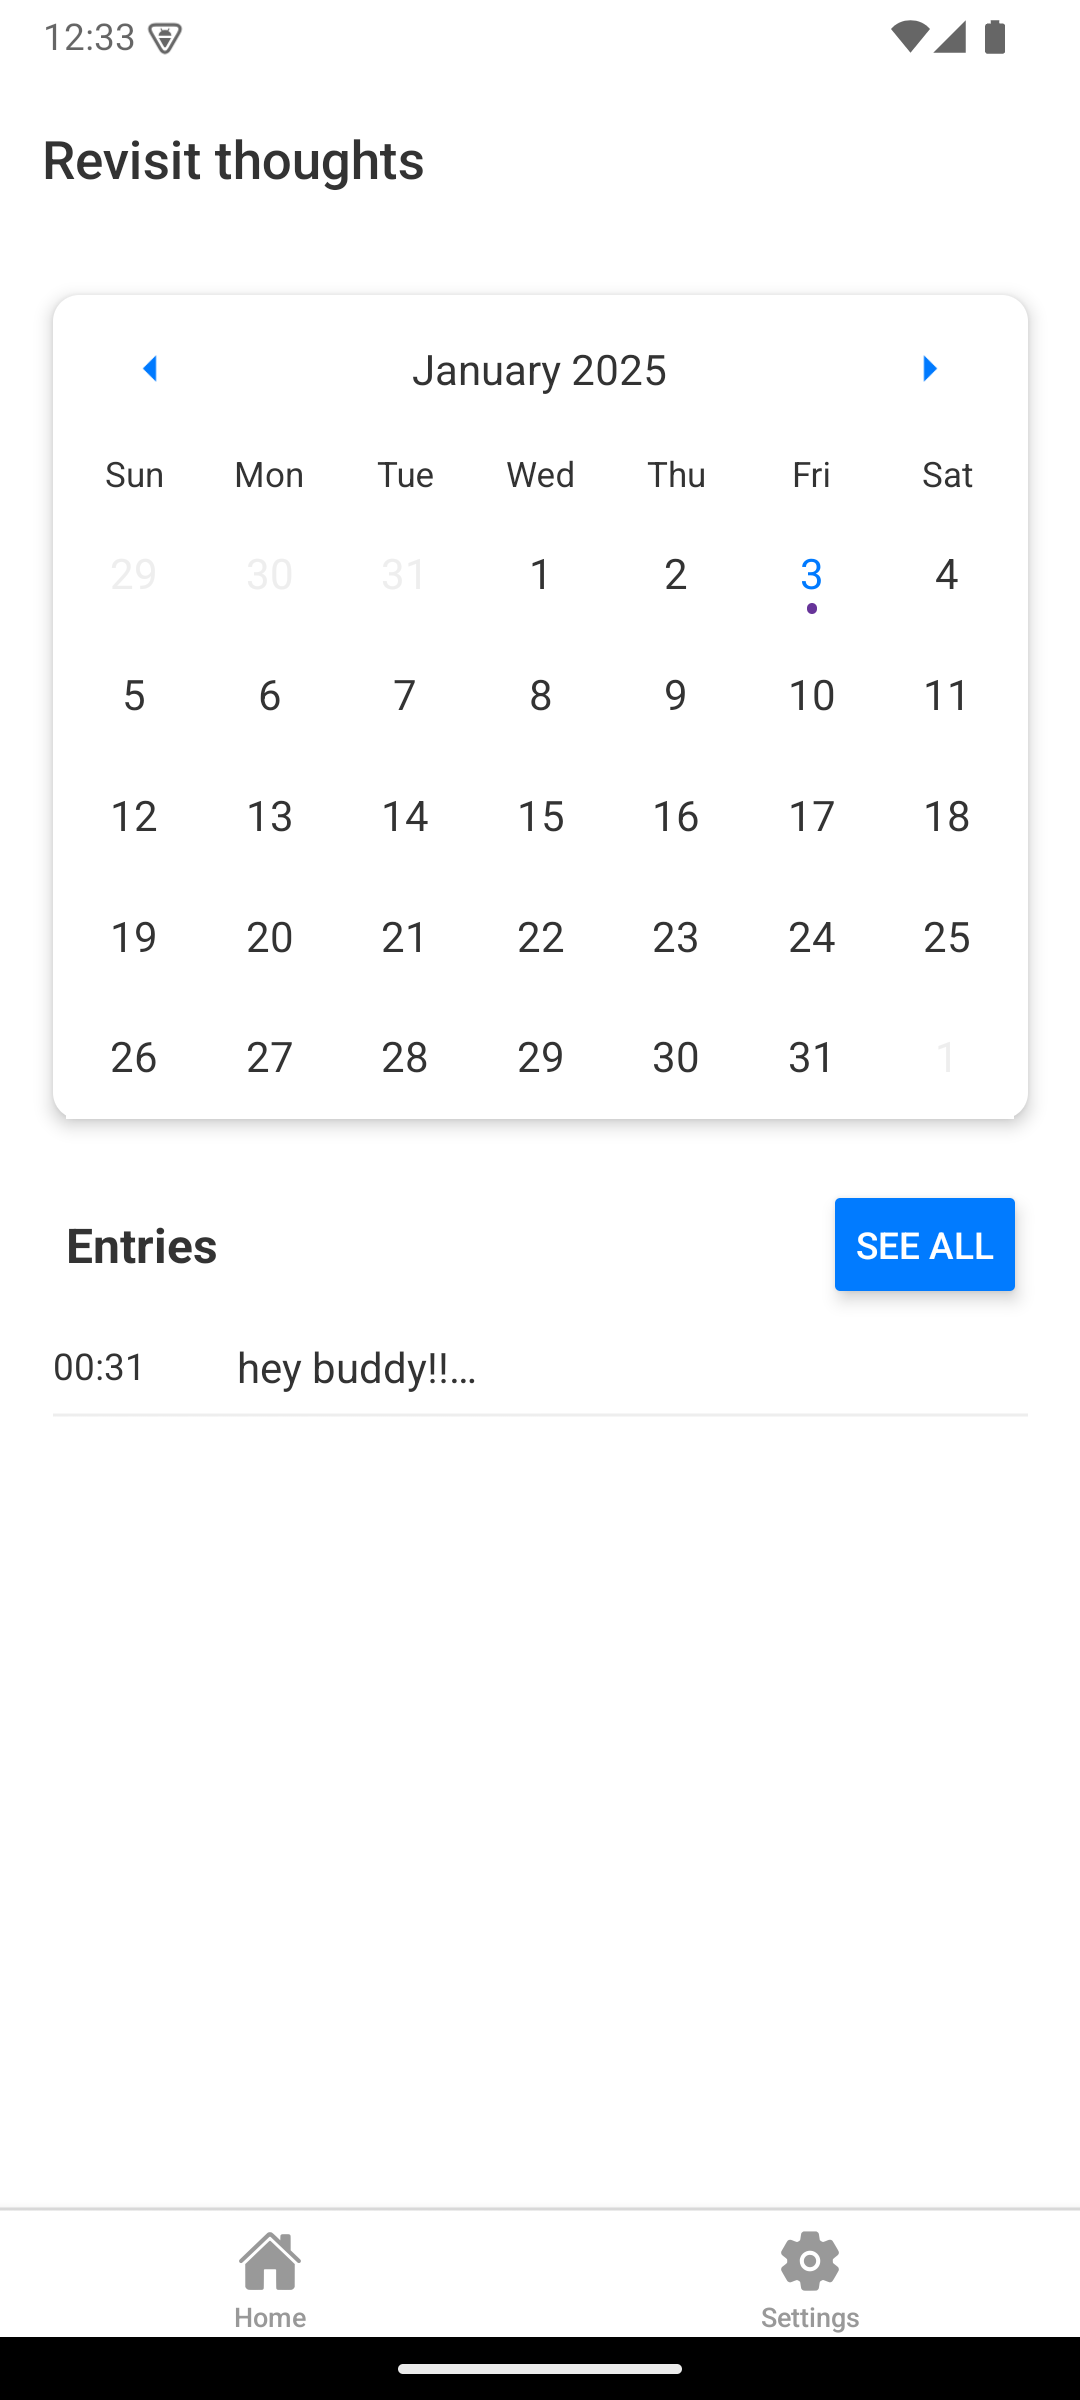 12:33
Revisit thoughts
January 2025
Sun Mon Tue Wed Thu Fri Sat
29 30 31 1 2 3 4
5 6 7 8 9 10 11
12 13 14 15 16 17 18
19 20 21 22 23 24 25
26 27 28 29 30 31 1
Entries SEE ALL
00:31 hey buddy!!...
Home Settings